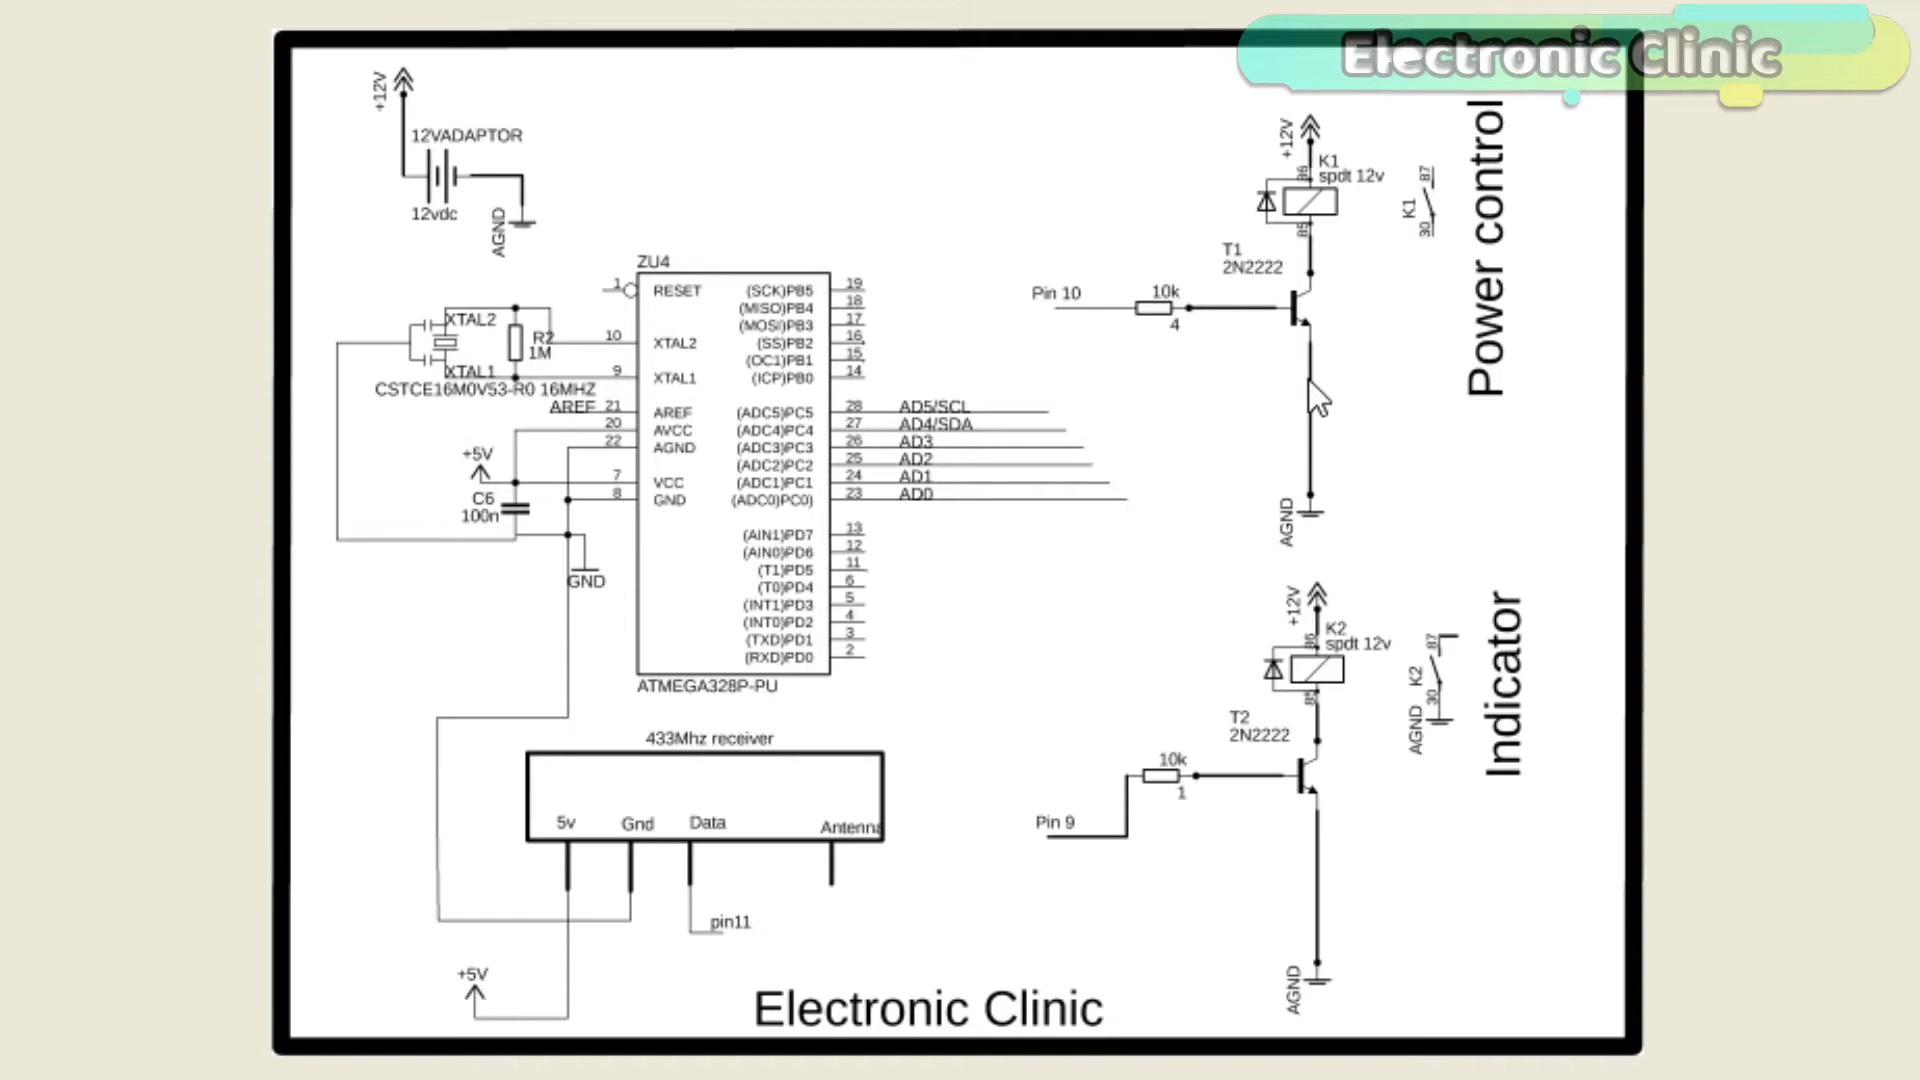 Electronic Clinic
+12V
12VADAPTOR
12vdc
AGND
ZU4
1 RESET
10 XTAL2
9 XTAL1
21 AREF
20 AVCC
22 AGND
7 VCC
8 GND
(SCK)PB5 19
(MISO)PB4 18
(MOSI)PB3 17
(SS)PB2 16
(OC1)PB1 15
(ICP)PB0 14
(ADC5)PC5 28 AD5/SCL
(ADC4)PC4 27 AD4/SDA
(ADC3)PC3 26 AD3
(ADC2)PC2 25 AD2
(ADC1)PC1 24 AD1
(ADC0)PC0) 23 AD0
(AIN1)PD7 13
(AIN0)PD6 12
(T1)PD5 11
(T0)PD4 6
(INT1)PD3 5
(INT0)PD2 4
(TXD)PD1 3
(RXD)PD0 2
ATMEGA328P-PU
XTAL2
R2
1M
XTAL1
CSTCE16M0V53-R0 16MHZ
AREF
+5V
C6
100n
GND
433Mhz receiver
5v
Gnd
Data
Antenna
pin11
+5V
Electronic Clinic
+12V
K1
spdt 12v
86
85
T1
2N2222
Pin 10
10k
4
AGND
K1
87
30
Power control
+12V
K2
spdt 12v
86
85
T2
2N2222
10k
1
Pin 9
AGND
K2
87
30
AGND
Indicator